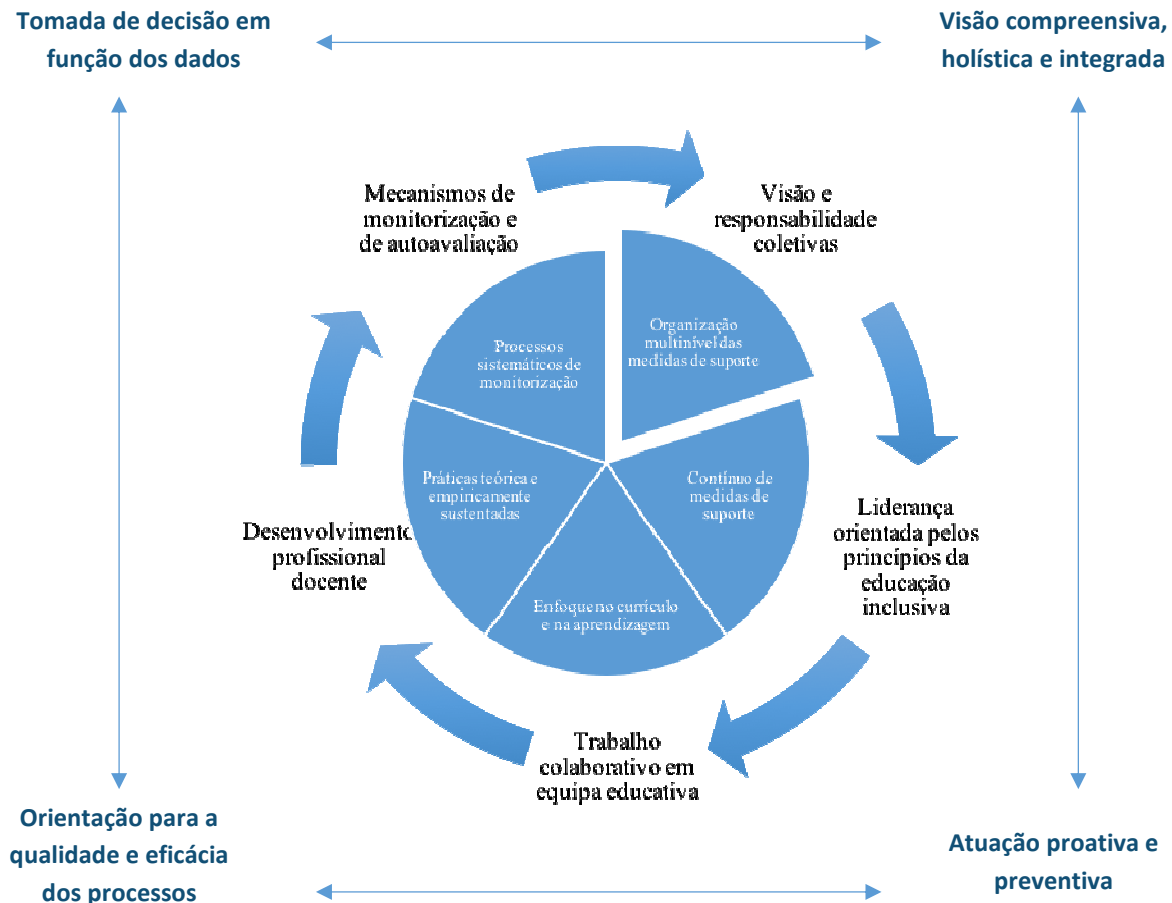 Tomada de decisão em
função dos dados
Visão compreensiva,
holística e integrada
Mecanismos de
monitorização e
de autoavaliação
Visão e
responsabilidade
coletivas
Organização
multinível das
medidas de suporte
Processos
sistemáticos de
monitorização
Práticas teórica e
empiricamente
sustentadas
Contínuo de
medidas de
suporte
Desenvolvimento
profissional
docente
Liderança
orientada pelos
princípios da
educação
inclusiva
Enfoque no currículo
e na aprendizagem
Trabalho
colaborativo em
equipa educativa
Orientação para a
qualidade e eficácia
dos processos
Atuação proativa e
preventiva